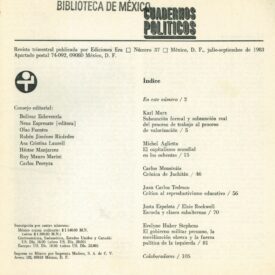 BIBLIOTECA DE MÉXICO
CUADERNOS
POLITICOS
Revista trimestral publicada por Ediciones Era
Número 37
México, D. F., julio-septiembre de 1983
Apartado postal 74-092, 09080 México, D. F.
Consejo editorial:
Bolívar Echeverría
Neus Espresate [editora]
Olac Fuentes
Rubén Jiménez Ricárdez
Ana Cristina Laurell
Héctor Manjarrez
Ruy Mauro Marini
Carlos Pereyra
Índice
En este número / 2
Karl Marx
Subsunción formal y subsunción real
del proceso de trabajo al proceso
de valorización / 5
Michel Aglietta
El capitalismo mundial
en los ochenta / 15
Carlos Monsiváis
Crónica de Juchitán / 46
Juan Carlos Tedesco
Crítica al reproductivismo educativo / 56
Justa Ezpeleta / Elsie Rockwell
Escuela y clases subalternas / 70
Evelyne Huber Stephens
El gobierno militar peruano, la
movilización obrera y la fuerza
política de la izquierda / 81
Colaboradores / 105